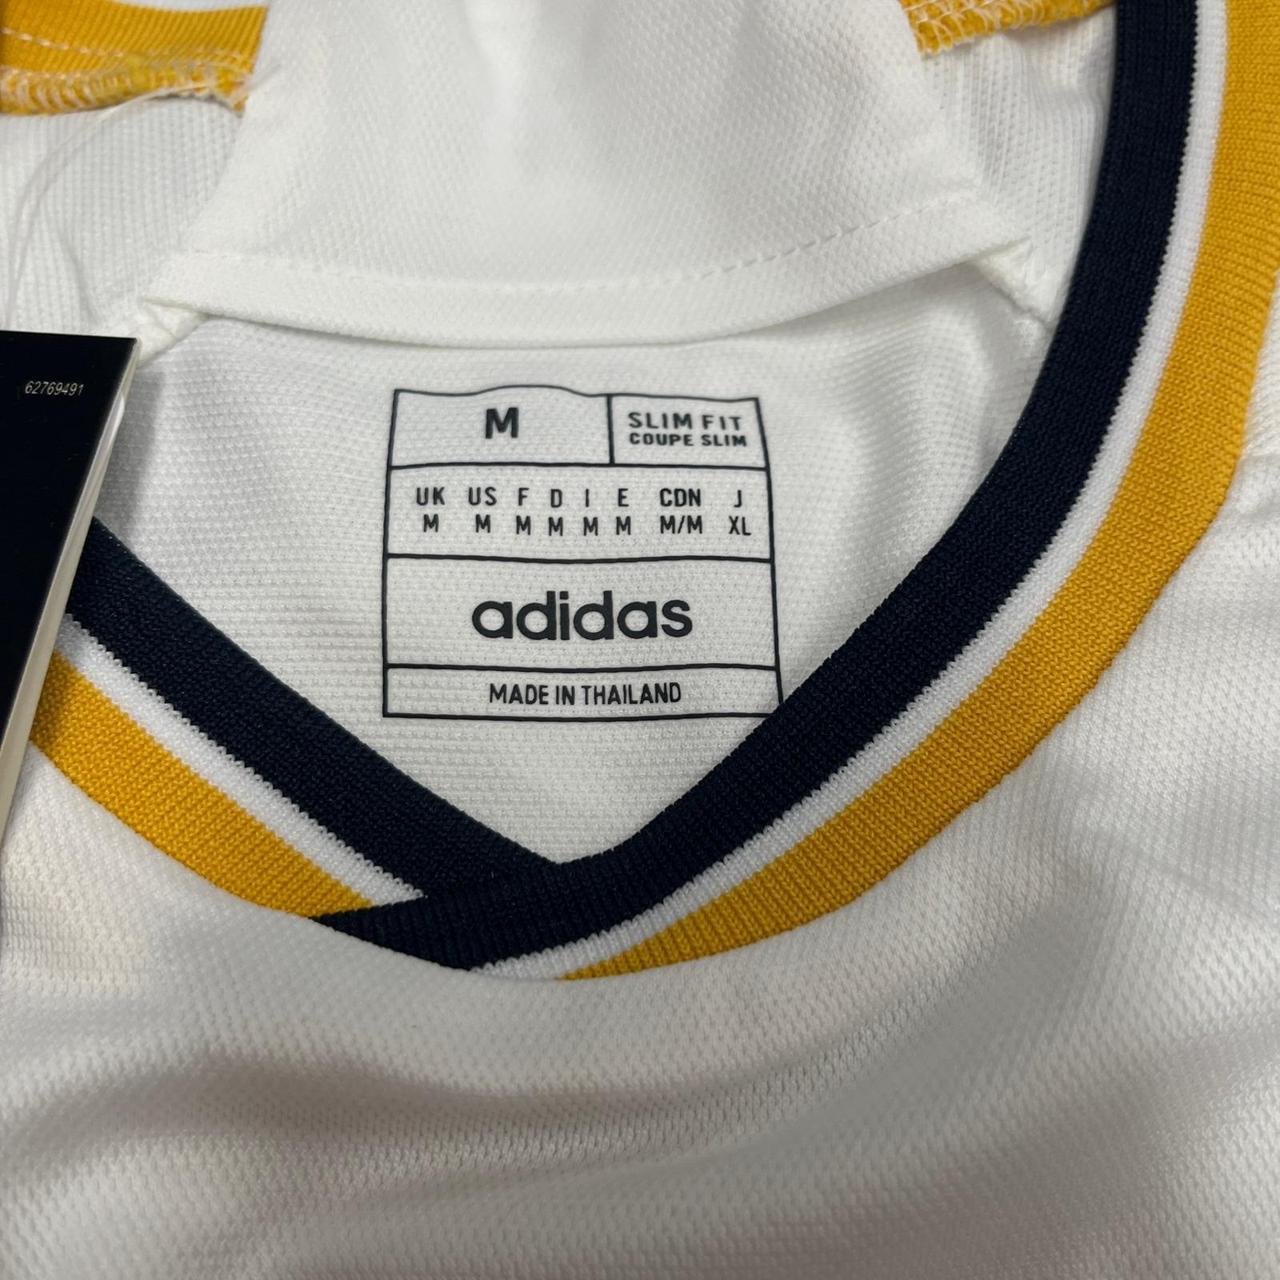 62769491
M
SLIM FIT
COUPE SLIM
UK US F D I E CDN J
M M M M M M M/M XL
adidas
MADE IN THAILAND